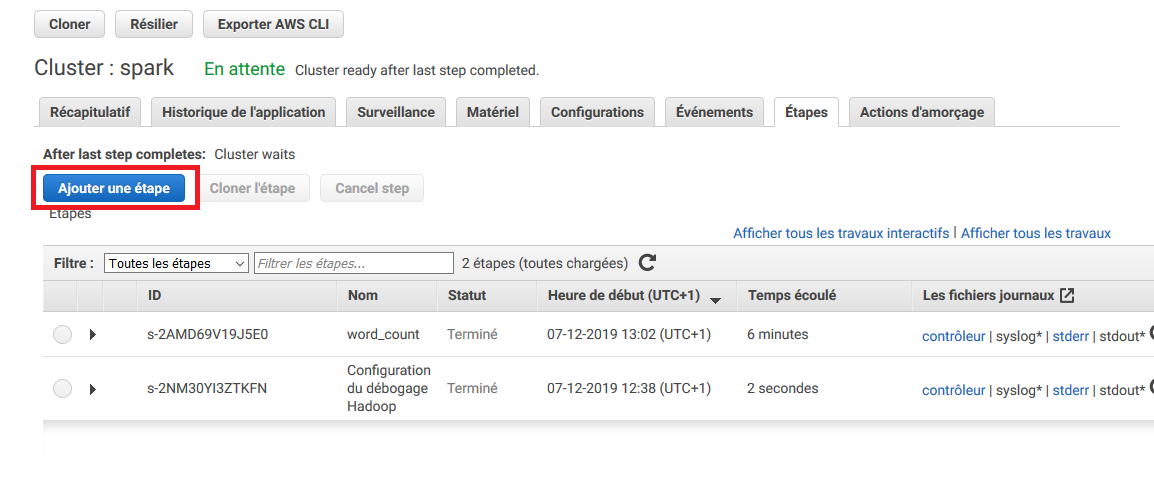 Cloner Résilier Exporter AWS CLI
Cluster : spark En attente Cluster ready after last step completed.
Récapitulatif Historique de l'application Surveillance Matériel Configurations Événements Étapes Actions d'amorçage
After last step completes: Cluster waits
Ajouter une étape Cloner l'étape Cancel step
Étapes
Afficher tous les travaux interactifs | Afficher tous les travaux
Filtre : Toutes les étapes Filtrer les étapes... 2 étapes (toutes chargées)
ID Nom Statut Heure de début (UTC+1) Temps écoulé Les fichiers journaux
s-2AMD69V19J5E0 word_count Terminé 07-12-2019 13:02 (UTC+1) 6 minutes contrôleur | syslog* | stderr | stdout*
s-2NM30YI3ZTKFN Configuration du débogage Hadoop Terminé 07-12-2019 12:38 (UTC+1) 2 secondes contrôleur | syslog* | stderr | stdout*